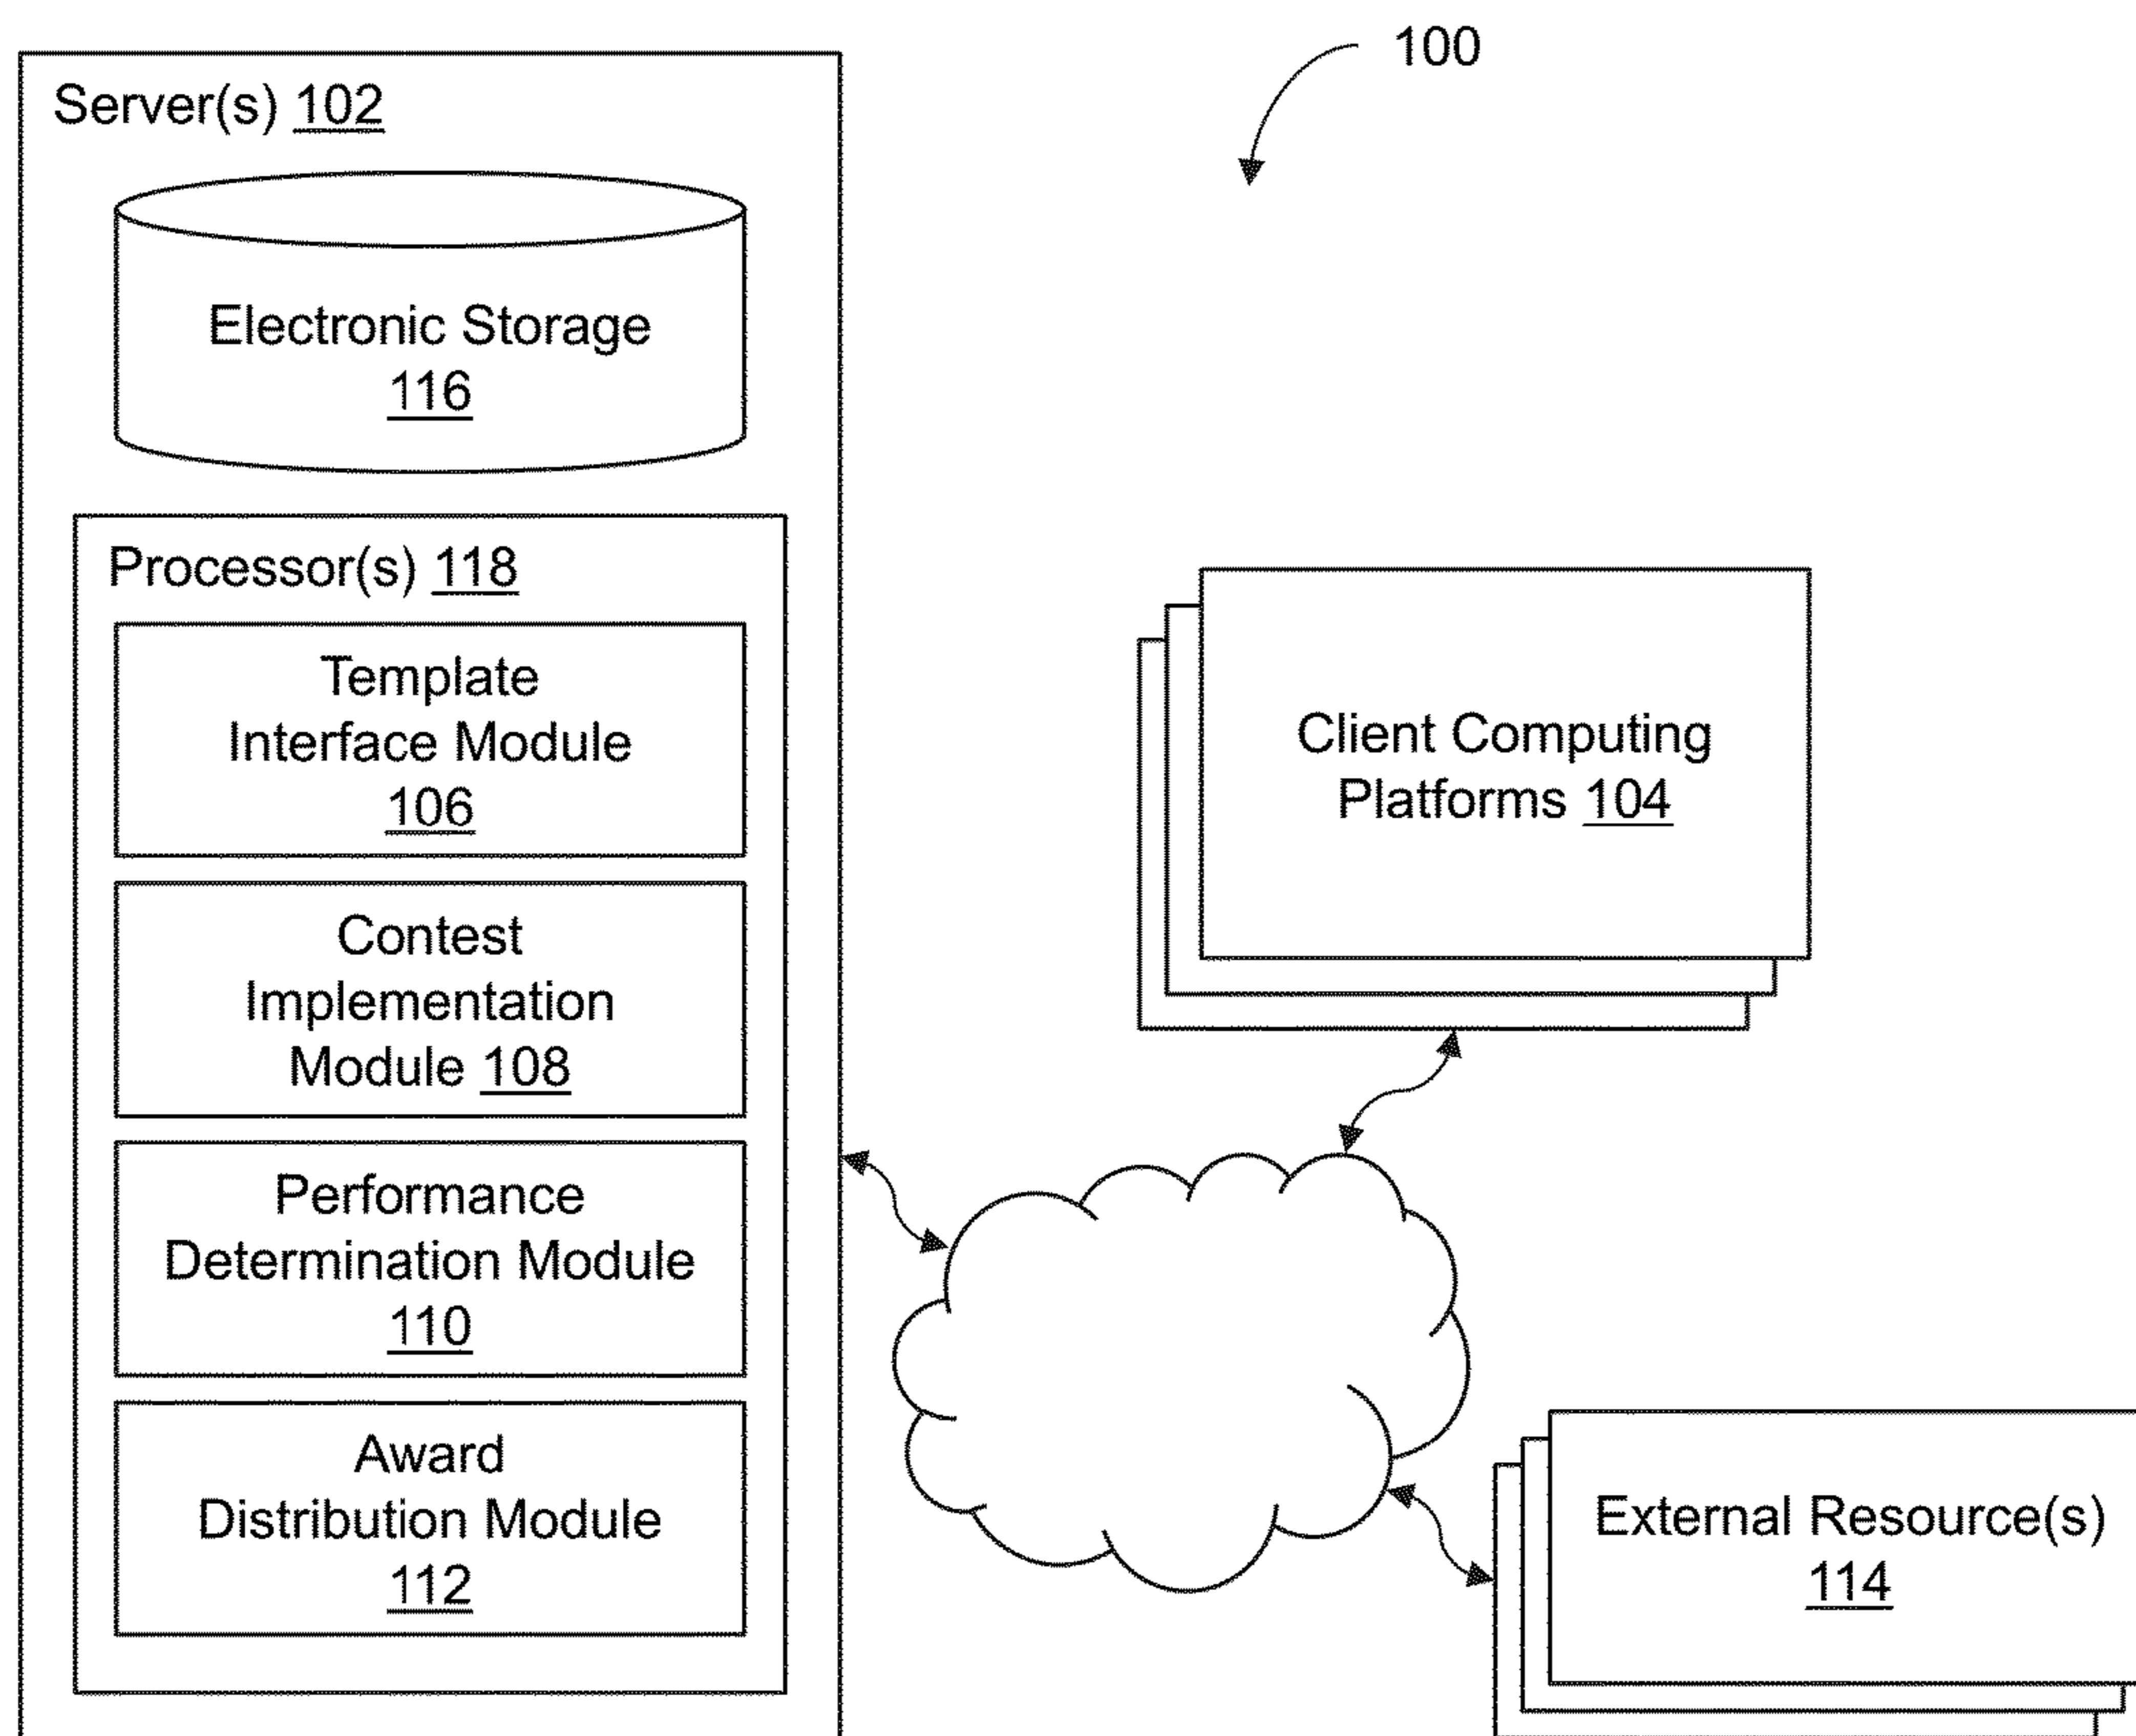 100
Server(s) 102
Electronic Storage
116
Processor(s) 118
Template
Interface Module
106
Contest
Implementation
Module 108
Performance
Determination Module
110
Award
Distribution Module
112
Client Computing
Platforms 104
External Resource(s)
114